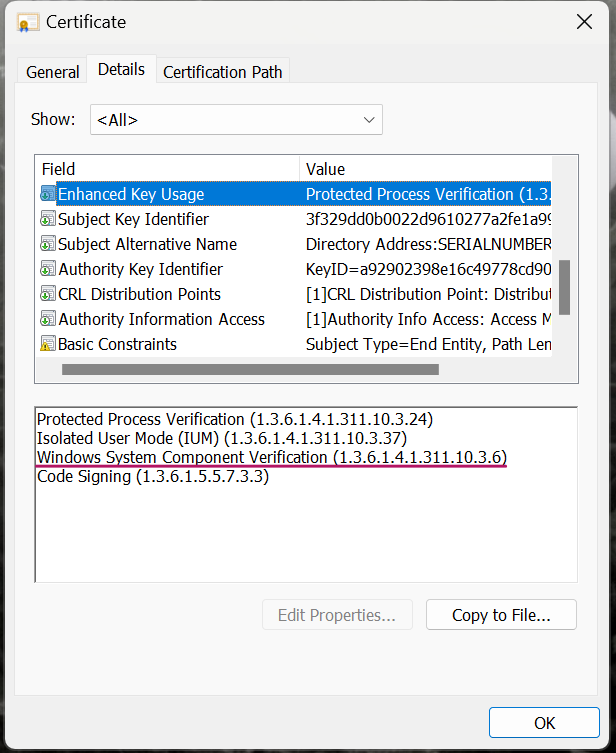 Certificate
General
Details
Certification Path
Show:
<All>
Field Value
Enhanced Key Usage Protected Process Verification (1.3.
Subject Key Identifier 3f329dd0b0022d9610277a2fe1a99
Subject Alternative Name Directory Address:SERIALNUMBER
Authority Key Identifier KeyID=a92902398e16c49778cd90
CRL Distribution Points [1]CRL Distribution Point: Distribut
Authority Information Access [1]Authority Info Access: Access M
Basic Constraints Subject Type=End Entity, Path Len
Protected Process Verification (1.3.6.1.4.1.311.10.3.24)
Isolated User Mode (IUM) (1.3.6.1.4.1.311.10.3.37)
Windows System Component Verification (1.3.6.1.4.1.311.10.3.6)
Code Signing (1.3.6.1.5.5.7.3.3)
Edit Properties...
Copy to File...
OK